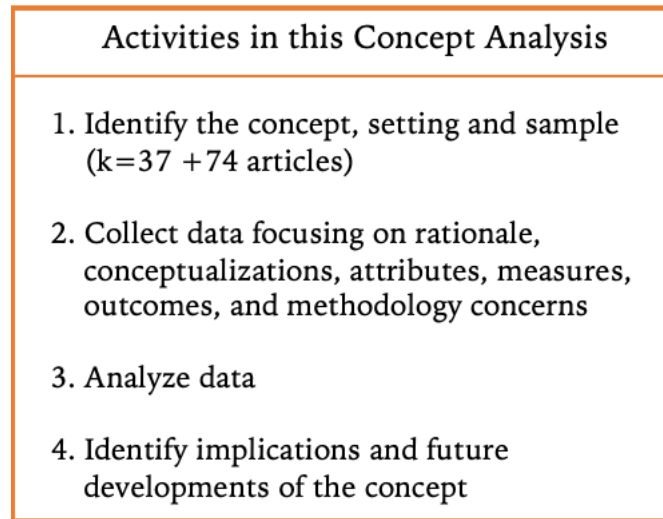 Activities in this Concept Analysis
1. Identify the concept, setting and sample
(k=37 +74 articles)
2. Collect data focusing on rationale,
conceptualizations, attributes, measures,
outcomes, and methodology concerns
3. Analyze data
4. Identify implications and future
developments of the concept